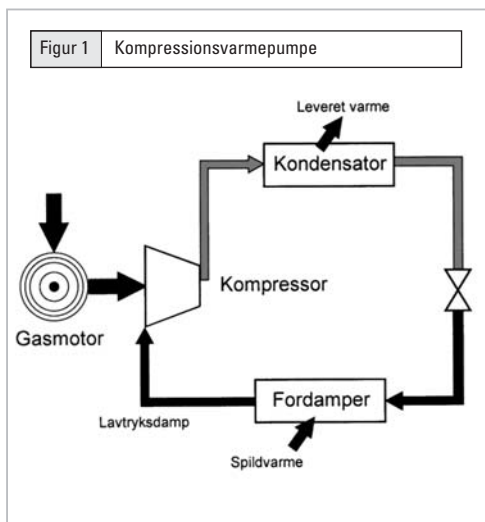 Figur 1 Kompressionsvarmepumpe
Leveret varme
Kondensator
Kompressor
Gasmotor
Fordamper
Lavtryksdamp
Spildvarme